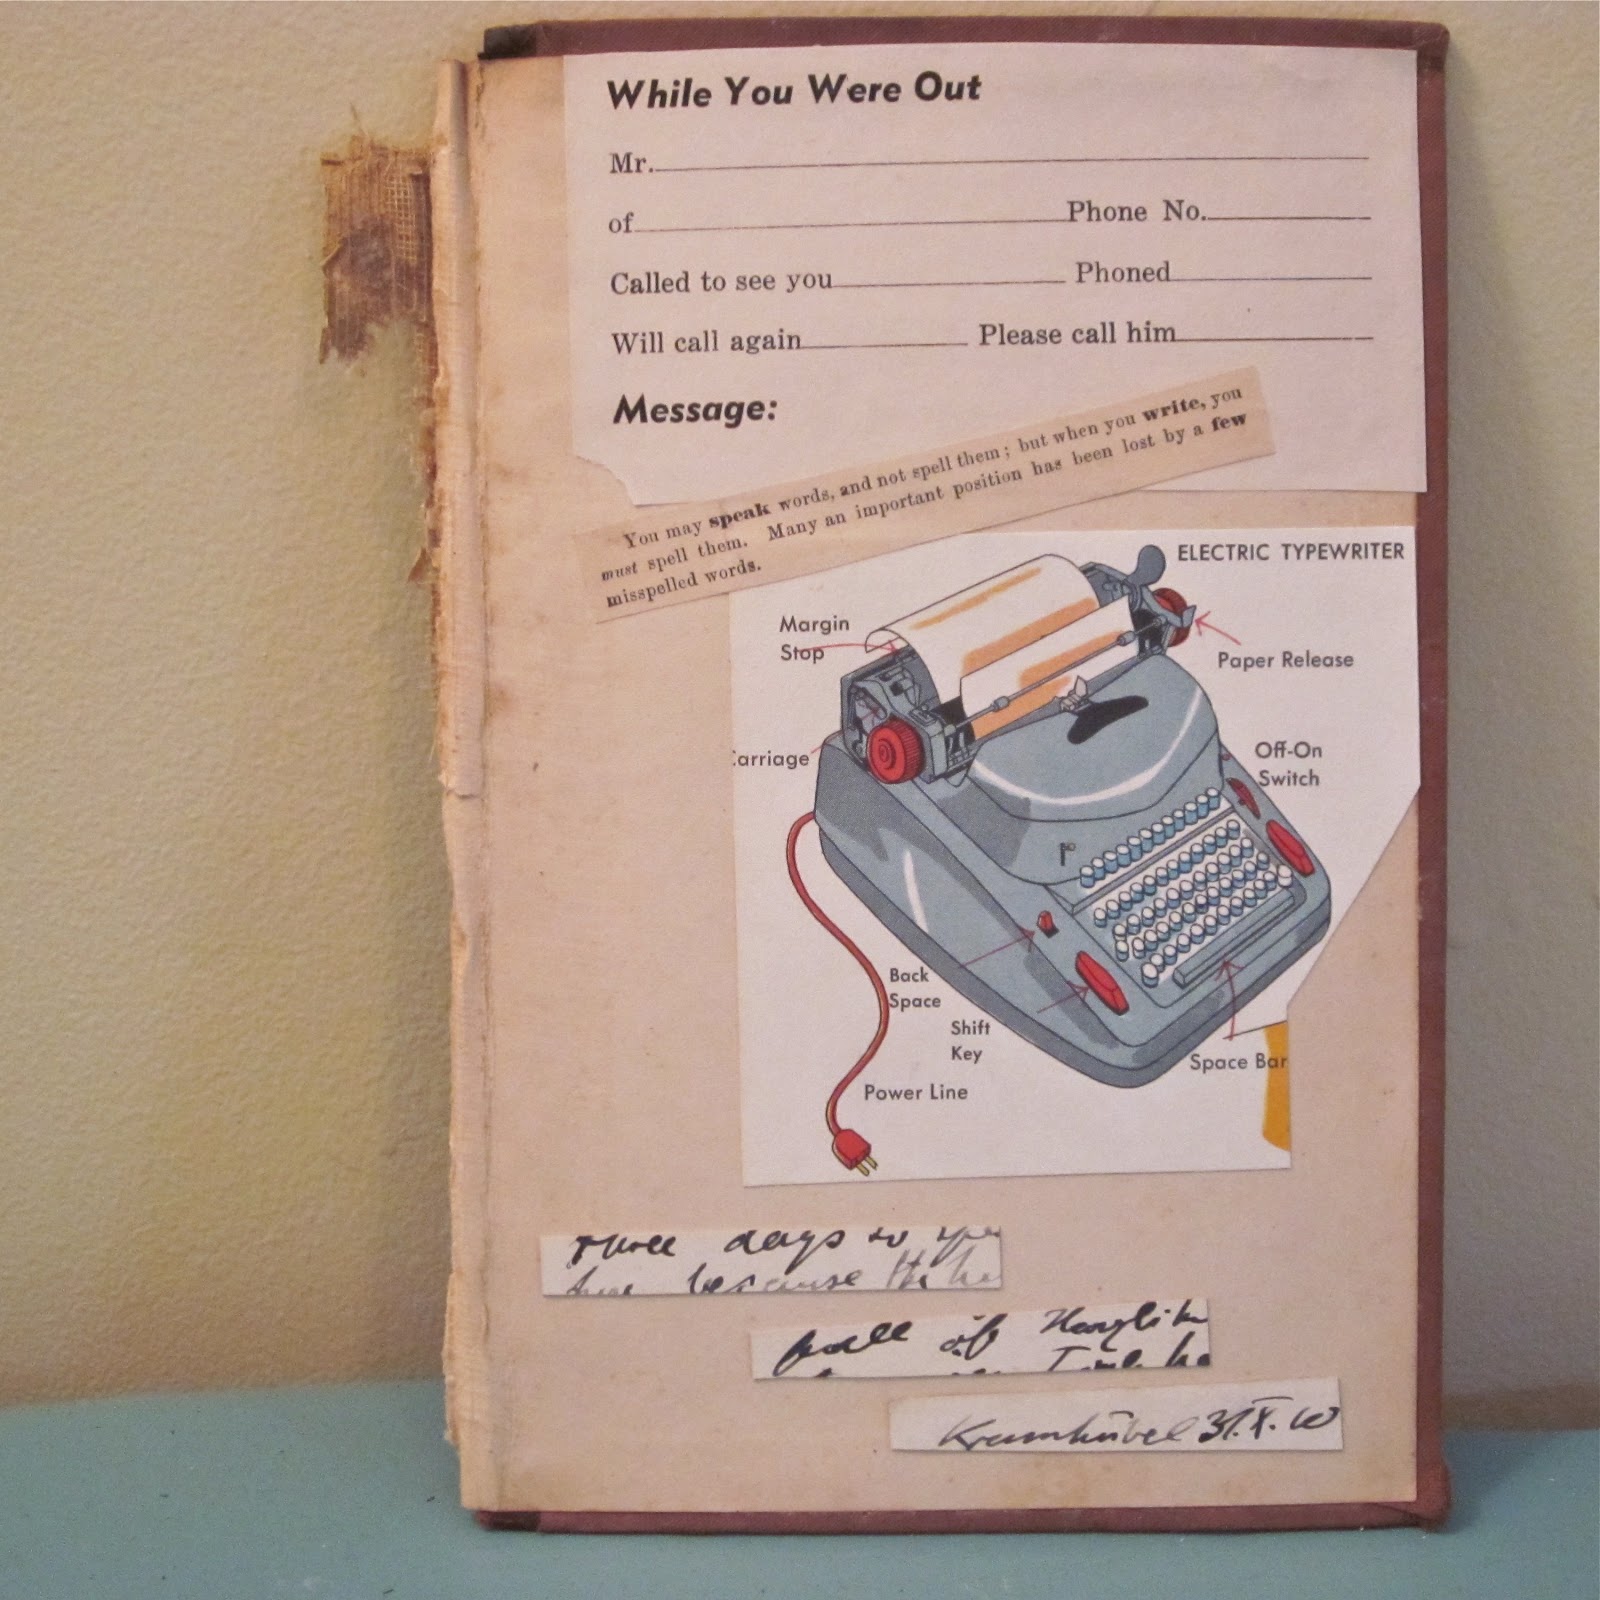 While You Were Out
Mr.
of Phone No.
Called to see you Phoned
Will call again Please call him
Message:
You may speak words, and not spell them; but when you write, you
must spell them. Many an important position has been lost by a few
misspelled words.
ELECTRIC TYPEWRITER
Margin
Stop
Paper Release
arriage
Off-On
Switch
Back
Space
Shift
Key
Space Bar
Power Line
three days
because
of
31. X.